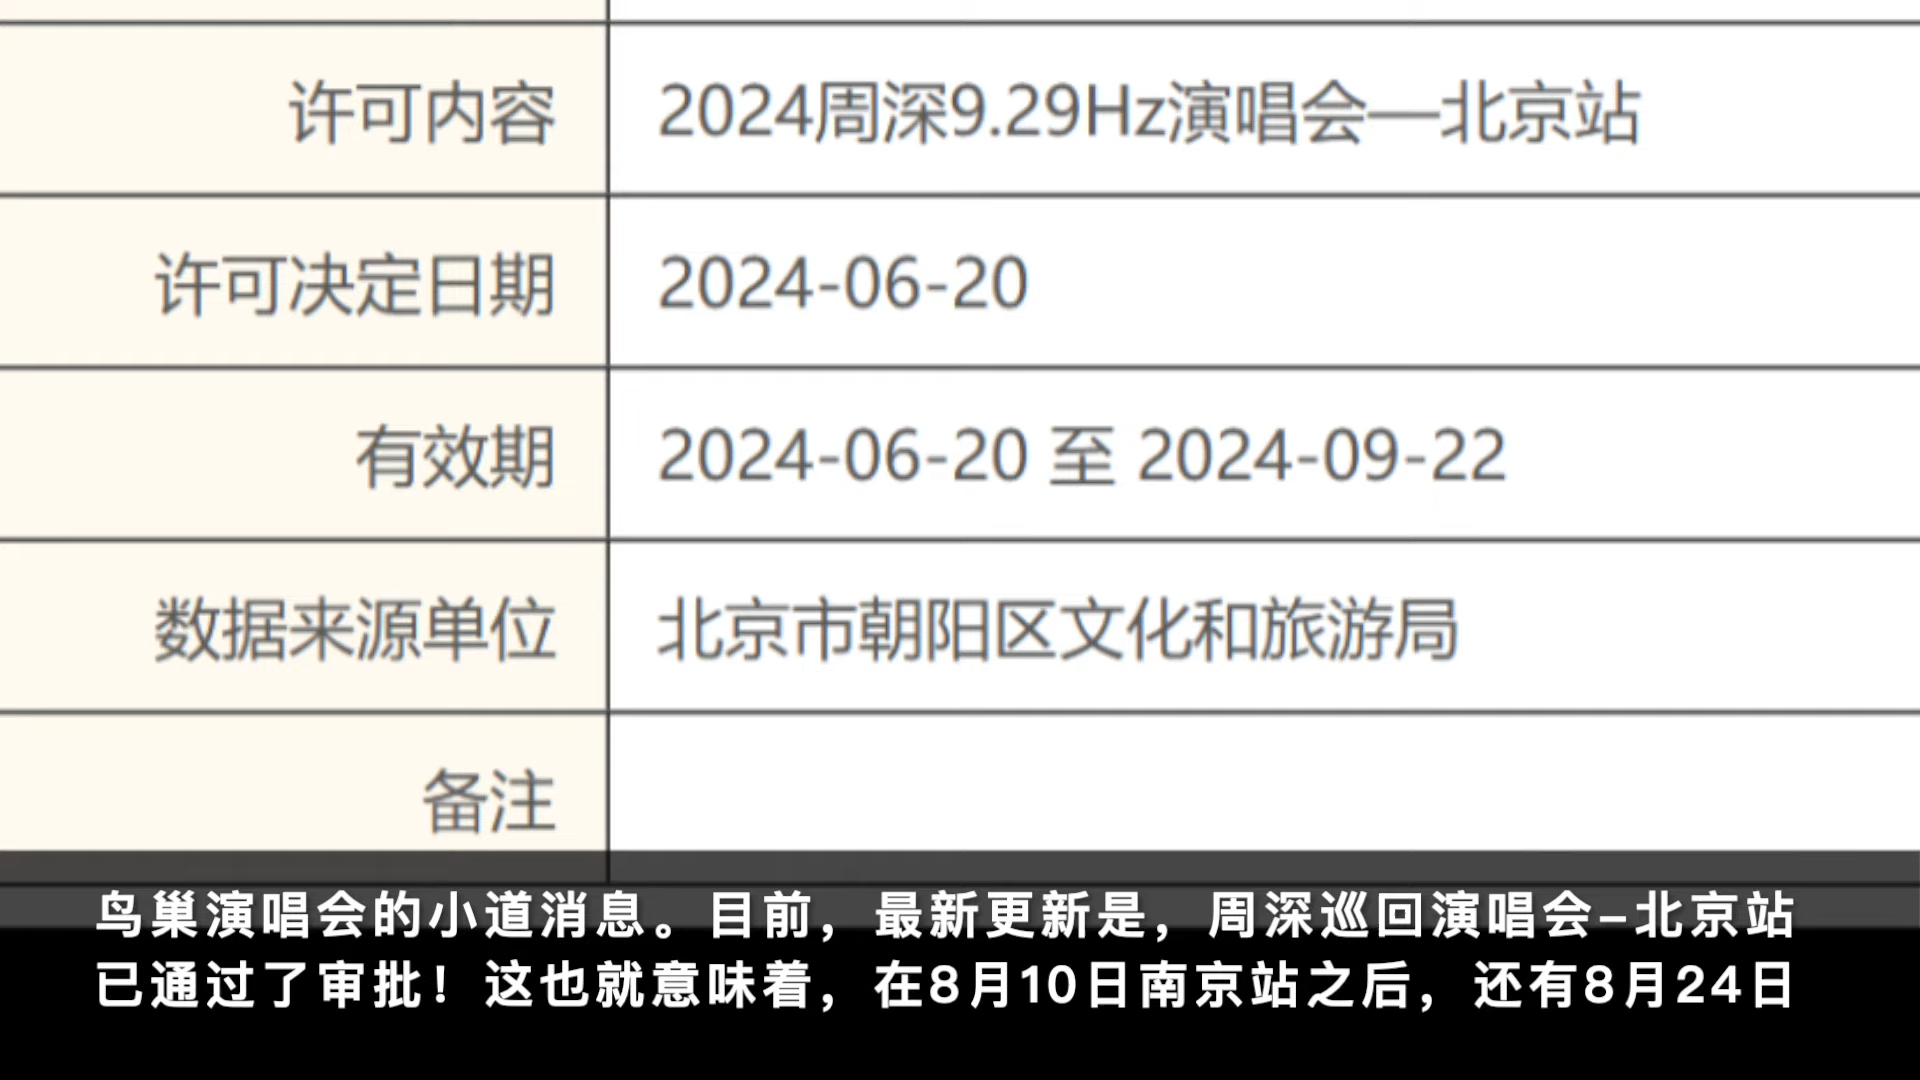 许可内容 2024周深9.29Hz演唱会—北京站
许可决定日期 2024-06-20
有效期 2024-06-20 至 2024-09-22
数据来源单位 北京市朝阳区文化和旅游局
备注
鸟巢演唱会的小道消息。目前，最新更新是，周深巡回演唱会–北京站
已通过了审批！这也就意味着，在8月10日南京站之后，还有8月24日